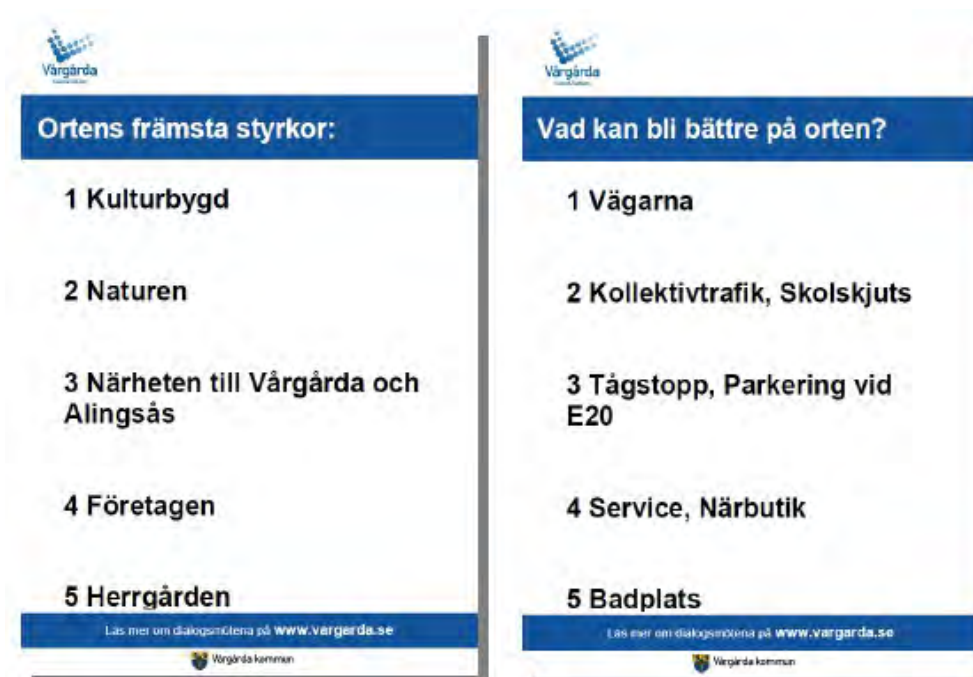 Vårgårda
Ortens främsta styrkor:
1 Kulturbygd
2 Naturen
3 Närheten till Vårgårda och
Alingsås
4 Företagen
5 Herrgården
Läs mer om dialogsmötena på www.vargarda.se
Vårgårda kommun
Vårgårda
Vad kan bli bättre på orten?
1 Vägarna
2 Kollektivtrafik, Skolskjuts
3 Tågstopp, Parkering vid
E20
4 Service, Närbutik
5 Badplats
Läs mer om dialogsmötena på www.vargarda.se
Vårgårda kommun